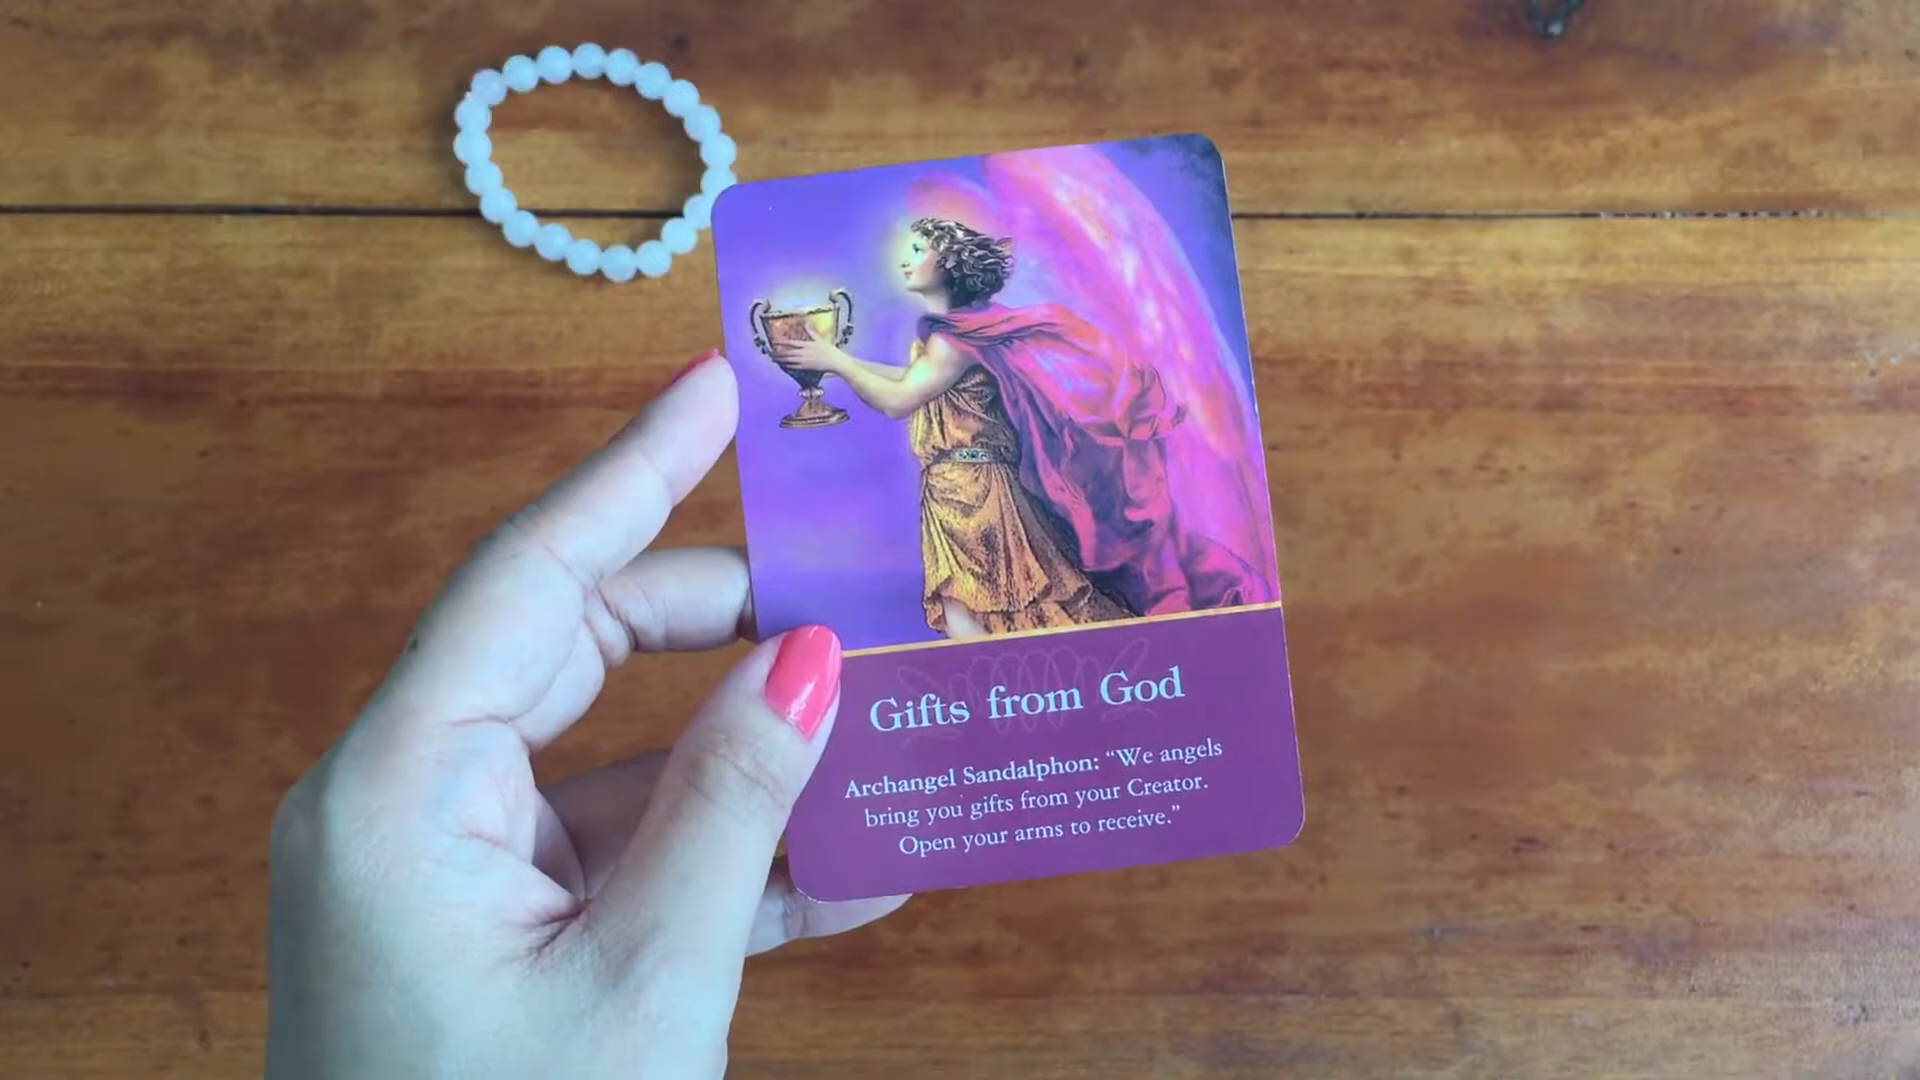 Gifts from God
Archangel Sandalphon: “We angels
bring you gifts from your Creator.
Open your arms to receive.”